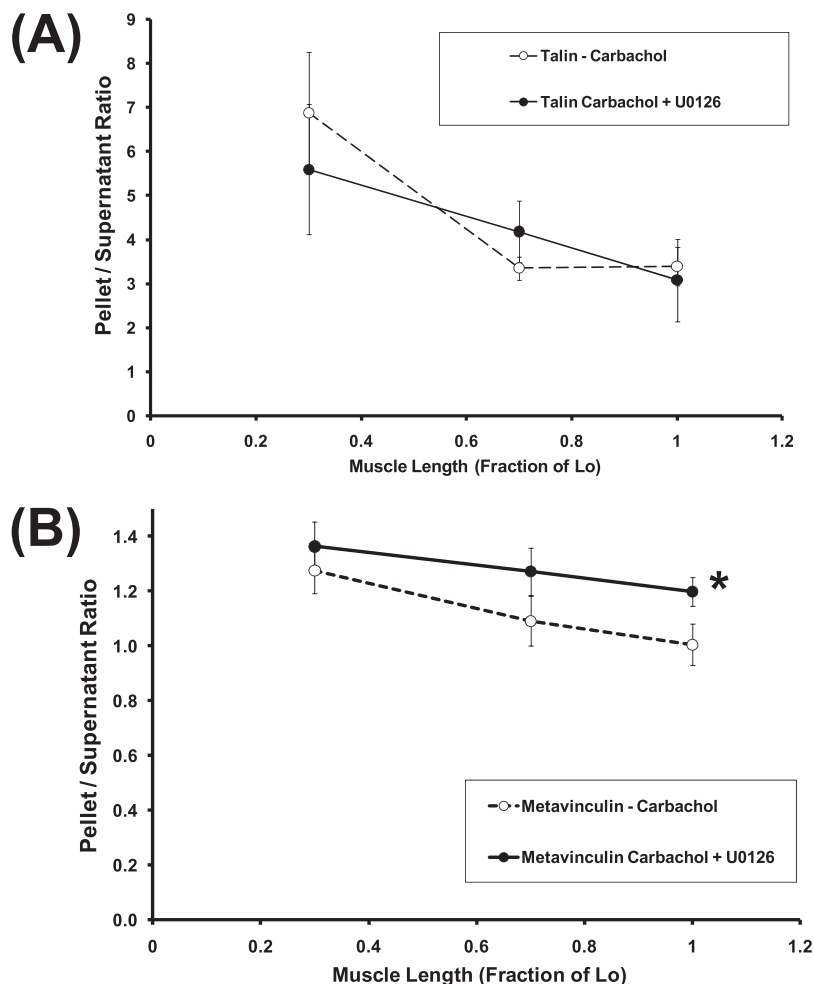 (A)
9
8
7
6
5
4
3
2
1
0
Pellet / Supernatant Ratio
Talin - Carbachol
Talin Carbachol + U0126
0 0.2 0.4 0.6 0.8 1 1.2
Muscle Length (Fraction of Lo)
(B)
1.4
1.2
1.0
0.8
0.6
0.4
0.2
0.0
Pellet / Supernatant Ratio
*
Metavinculin - Carbachol
Metavinculin Carbachol + U0126
0 0.2 0.4 0.6 0.8 1 1.2
Muscle Length (Fraction of Lo)